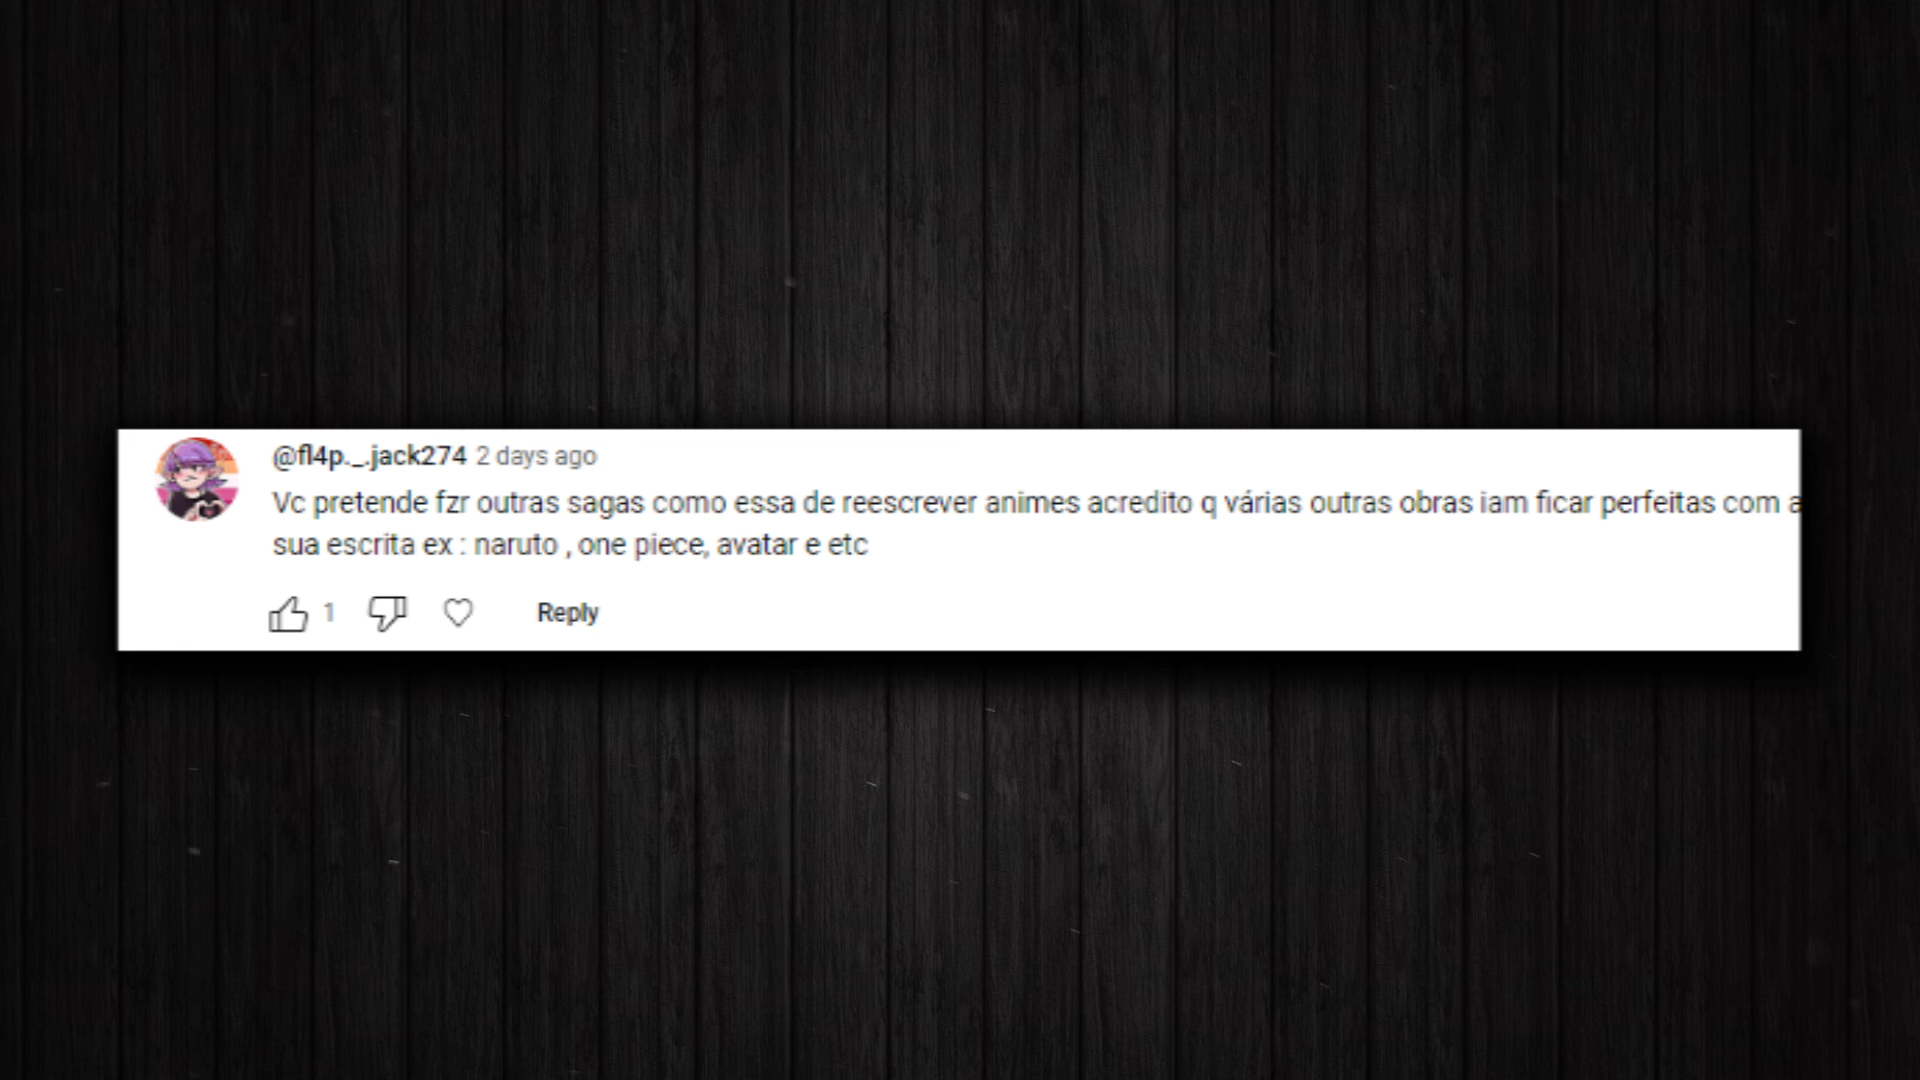 @fl4p._.jack274 2 days ago
Vc pretende fzr outras sagas como essa de reescrever animes acredito q várias outras obras iam ficar perfeitas com a
sua escrita ex : naruto , one piece, avatar e etc
1 Reply